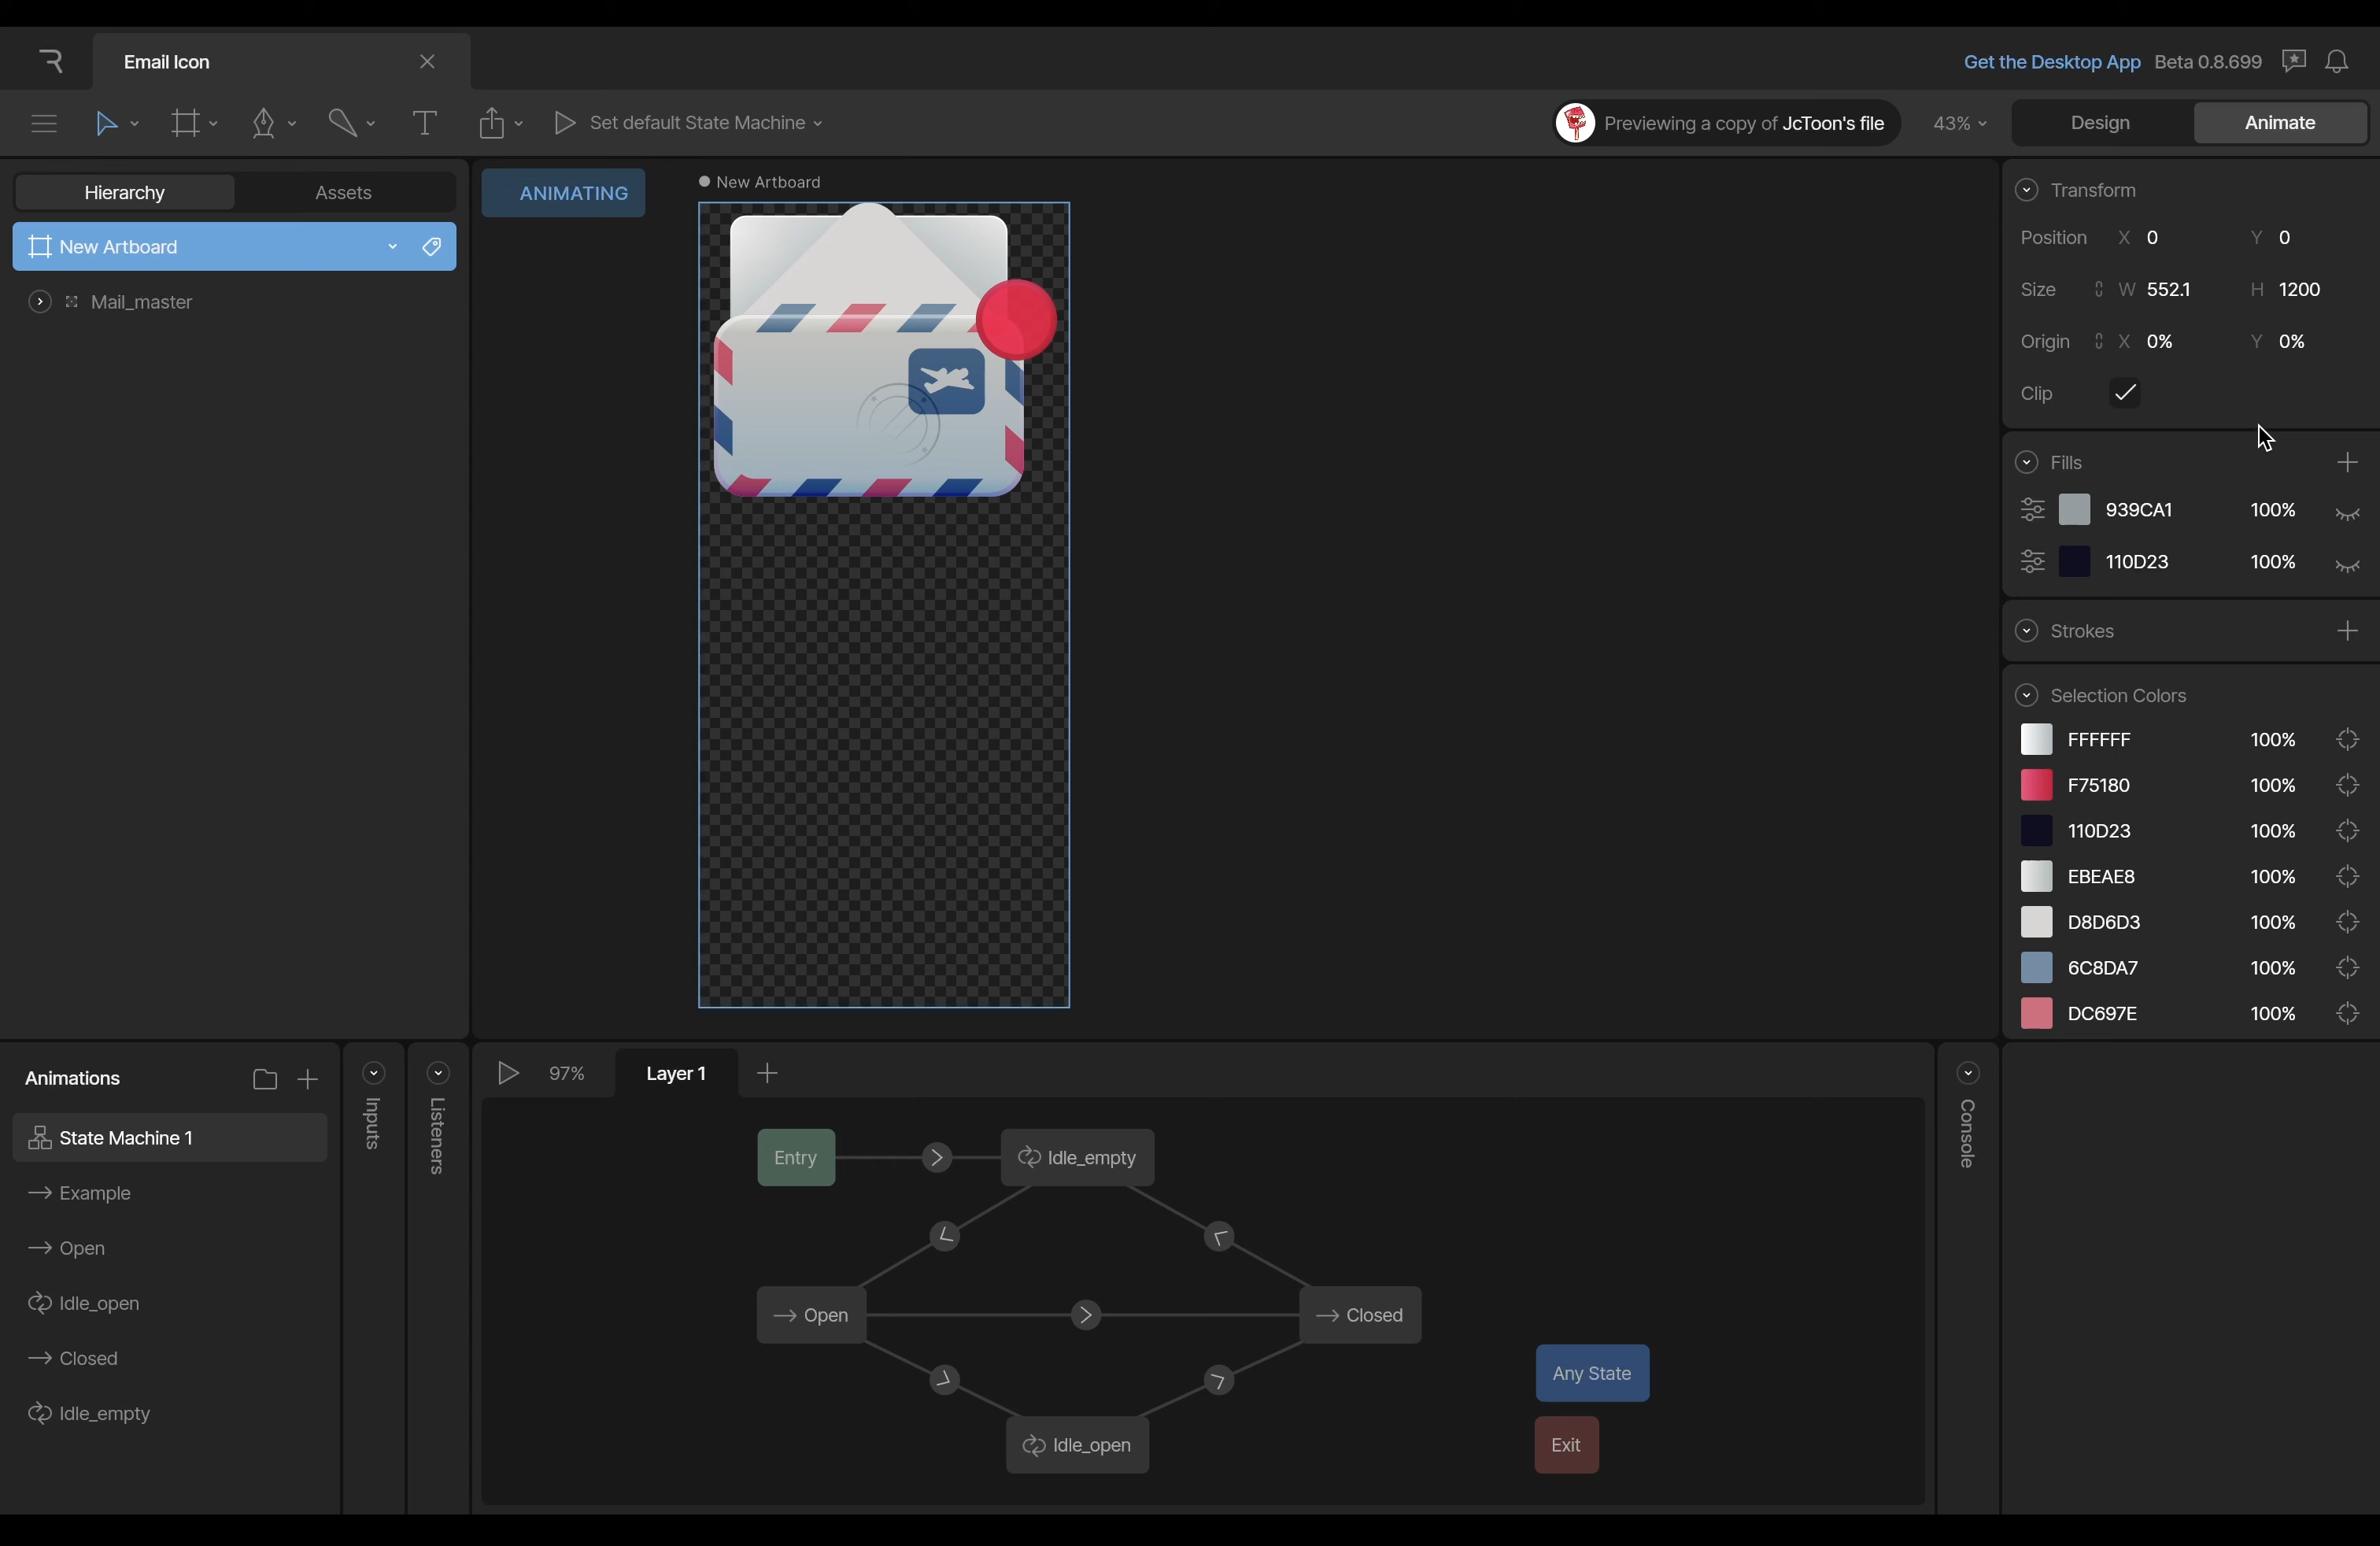 Email Icon
Get the Desktop App Beta 0.8.699
Set default State Machine
Previewing a copy of JcToon's file
43%
Design
Animate
Hierarchy
Assets
ANIMATING
New Artboard
New Artboard
Mail_master
Transform
Position X 0 Y 0
Size W 552.1 H 1200
Origin X 0% Y 0%
Clip
Fills
939CA1 100%
110D23 100%
Strokes
Selection Colors
FFFFFF 100%
F75180 100%
110D23 100%
EBEAE8 100%
D8D6D3 100%
6C8DA7 100%
DC697E 100%
Animations
State Machine 1
Example
Open
Idle_open
Closed
Idle_empty
Inputs
Listeners
97%
Layer 1
Entry
Idle_empty
Open
Closed
Any State
Idle_open
Exit
Console